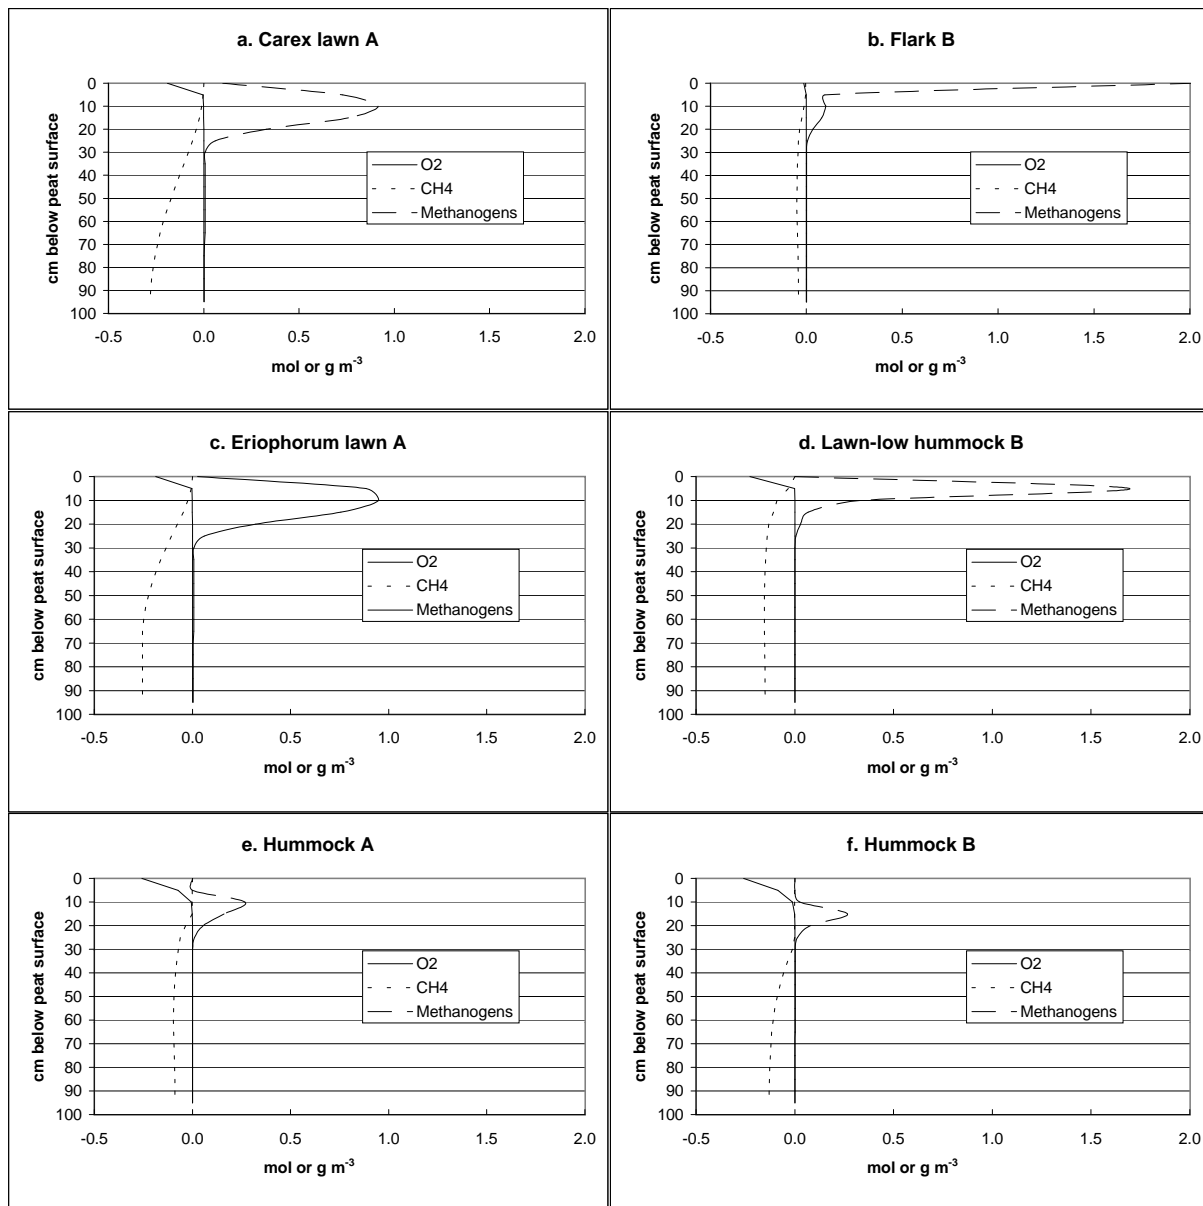 a. Carex lawn A
0
10
20
30
40
50
60
70
80
90
100
-0.5 0.0 0.5 1.0 1.5 2.0
mol or g m⁻³
cm below peat surface
O2
CH4
Methanogens
b. Flark B
0
10
20
30
40
50
60
70
80
90
100
-0.5 0.0 0.5 1.0 1.5 2.0
mol or g m⁻³
cm below peat surface
O2
CH4
Methanogens
c. Eriophorum lawn A
0
10
20
30
40
50
60
70
80
90
100
-0.5 0.0 0.5 1.0 1.5 2.0
mol or g m⁻³
cm below peat surface
O2
CH4
Methanogens
d. Lawn-low hummock B
0
10
20
30
40
50
60
70
80
90
100
-0.5 0.0 0.5 1.0 1.5 2.0
mol or g m⁻³
cm below peat surface
O2
CH4
Methanogens
e. Hummock A
0
10
20
30
40
50
60
70
80
90
100
-0.5 0.0 0.5 1.0 1.5 2.0
mol or g m⁻³
cm below peat surface
O2
CH4
Methanogens
f. Hummock B
0
10
20
30
40
50
60
70
80
90
100
-0.5 0.0 0.5 1.0 1.5 2.0
mol or g m⁻³
cm below peat surface
O2
CH4
Methanogens